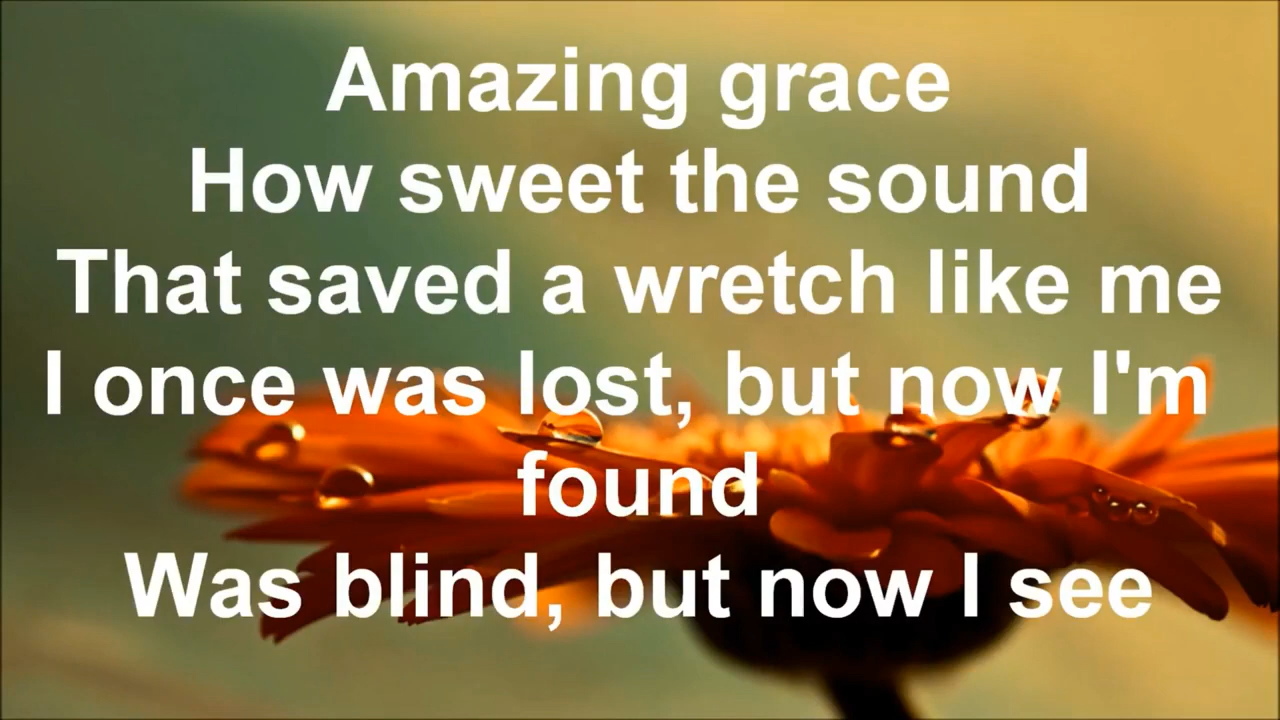 Amazing grace
How sweet the sound
That saved a wretch like me
I once was lost, but now I'm
found
Was blind, but now I see